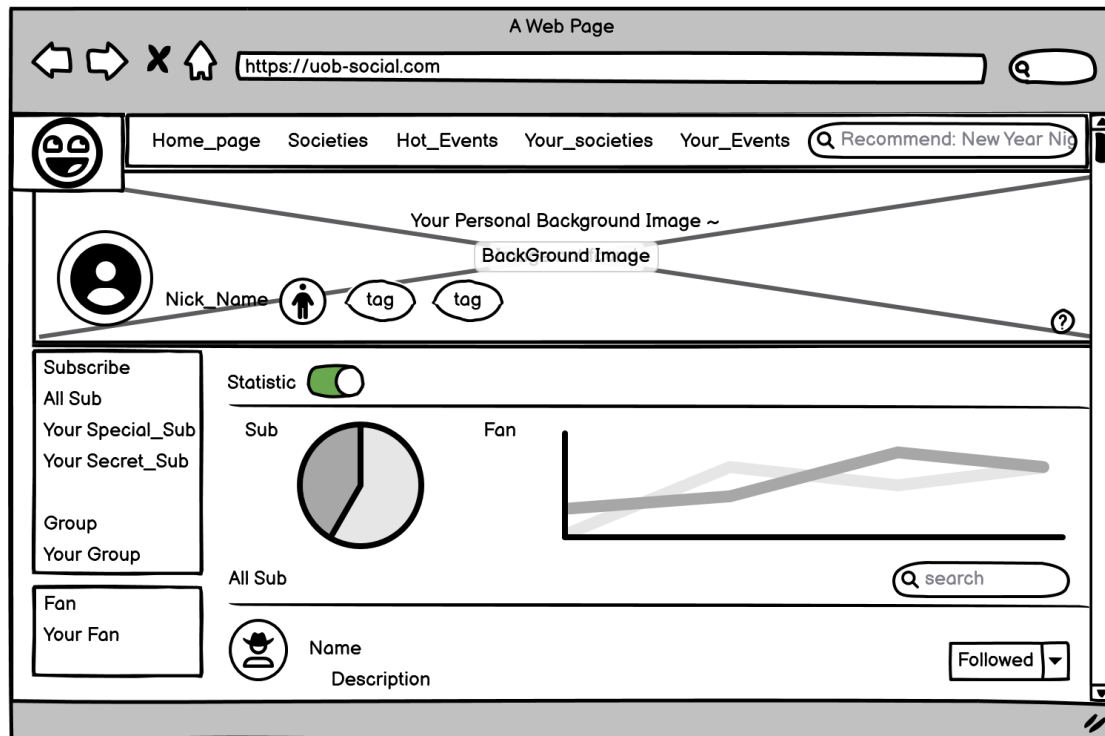 A Web Page
https://uob-social.com
Home_page Societies Hot_Events Your_societies Your_Events Recommend: New Year Nig
Your Personal Background Image ~
BackGround Image
Nick_Name tag tag
?
Subscribe
All Sub
Your Special_Sub
Your Secret_Sub
Group
Your Group
Fan
Your Fan
Statistic
Sub Fan
All Sub search
Name
Description
Followed